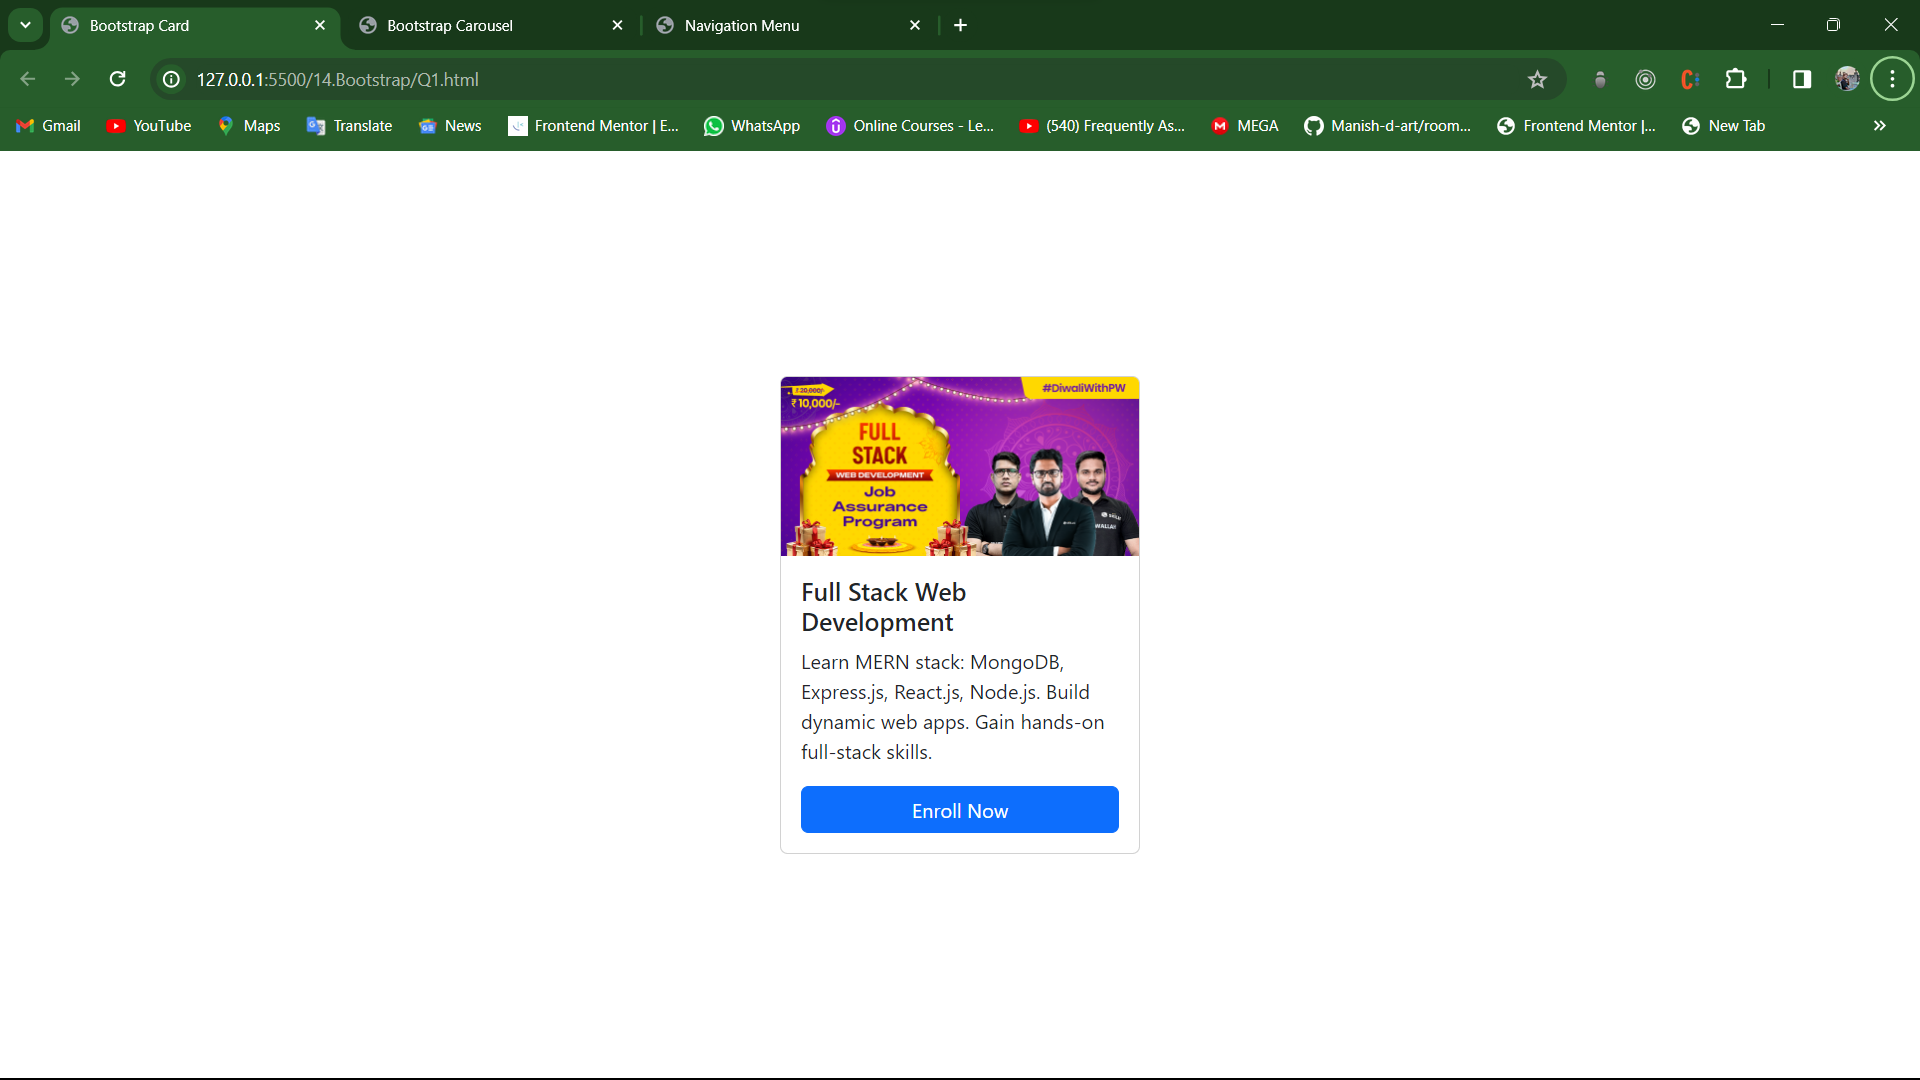 Bootstrap Card
Bootstrap Carousel
Navigation Menu
127.0.0.1:5500/14.Bootstrap/Q1.html
Gmail
YouTube
Maps
Translate
News
Frontend Mentor | E...
WhatsApp
Online Courses - Le...
(540) Frequently As...
MEGA
Manish-d-art/room...
Frontend Mentor |...
New Tab
₹ 20,000/-
₹ 10,000/-
#DiwaliWithPW
FULL
STACK
WEB DEVELOPMENT
Job
Assurance
Program
WALLAH
Full Stack Web
Development
Learn MERN stack: MongoDB,
Express.js, React.js, Node.js. Build
dynamic web apps. Gain hands-on
full-stack skills.
Enroll Now